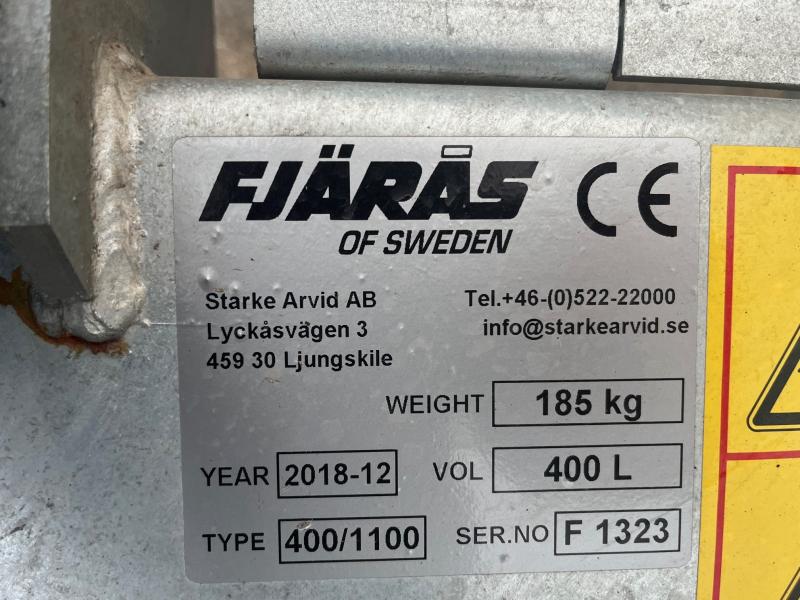 FJÄRÅS
OF SWEDEN
CE
Starke Arvid AB
Lyckåsvägen 3
459 30 Ljungskile
Tel.+46-(0)522-22000
info@starkearvid.se
WEIGHT 185 kg
YEAR 2018-12 VOL 400 L
TYPE 400/1100 SER.NO F 1323